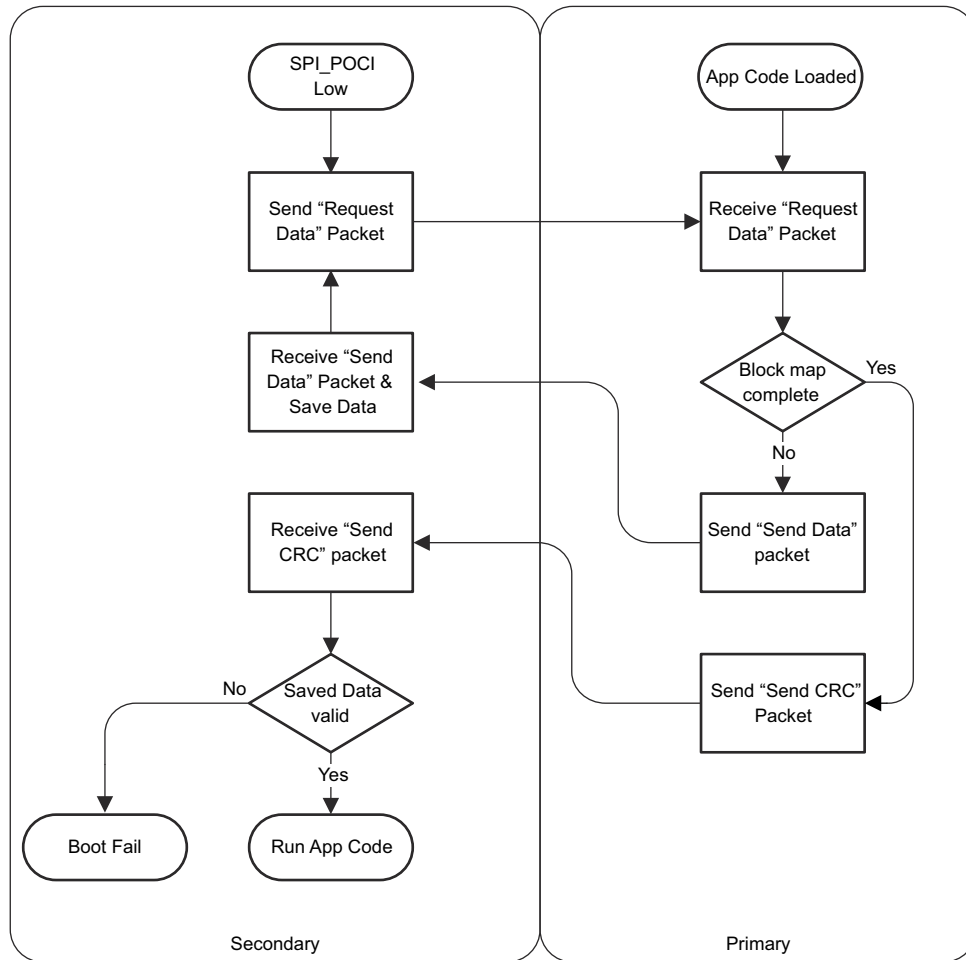 SPI_POCI
Low
App Code Loaded
Send “Request
Data” Packet
Receive “Request
Data” Packet
Receive “Send
Data” Packet &
Save Data
Block map
complete
Yes
No
Receive “Send
CRC” packet
Send “Send Data”
packet
No
Saved Data
valid
Send “Send CRC”
Packet
Yes
Boot Fail
Run App Code
Secondary
Primary